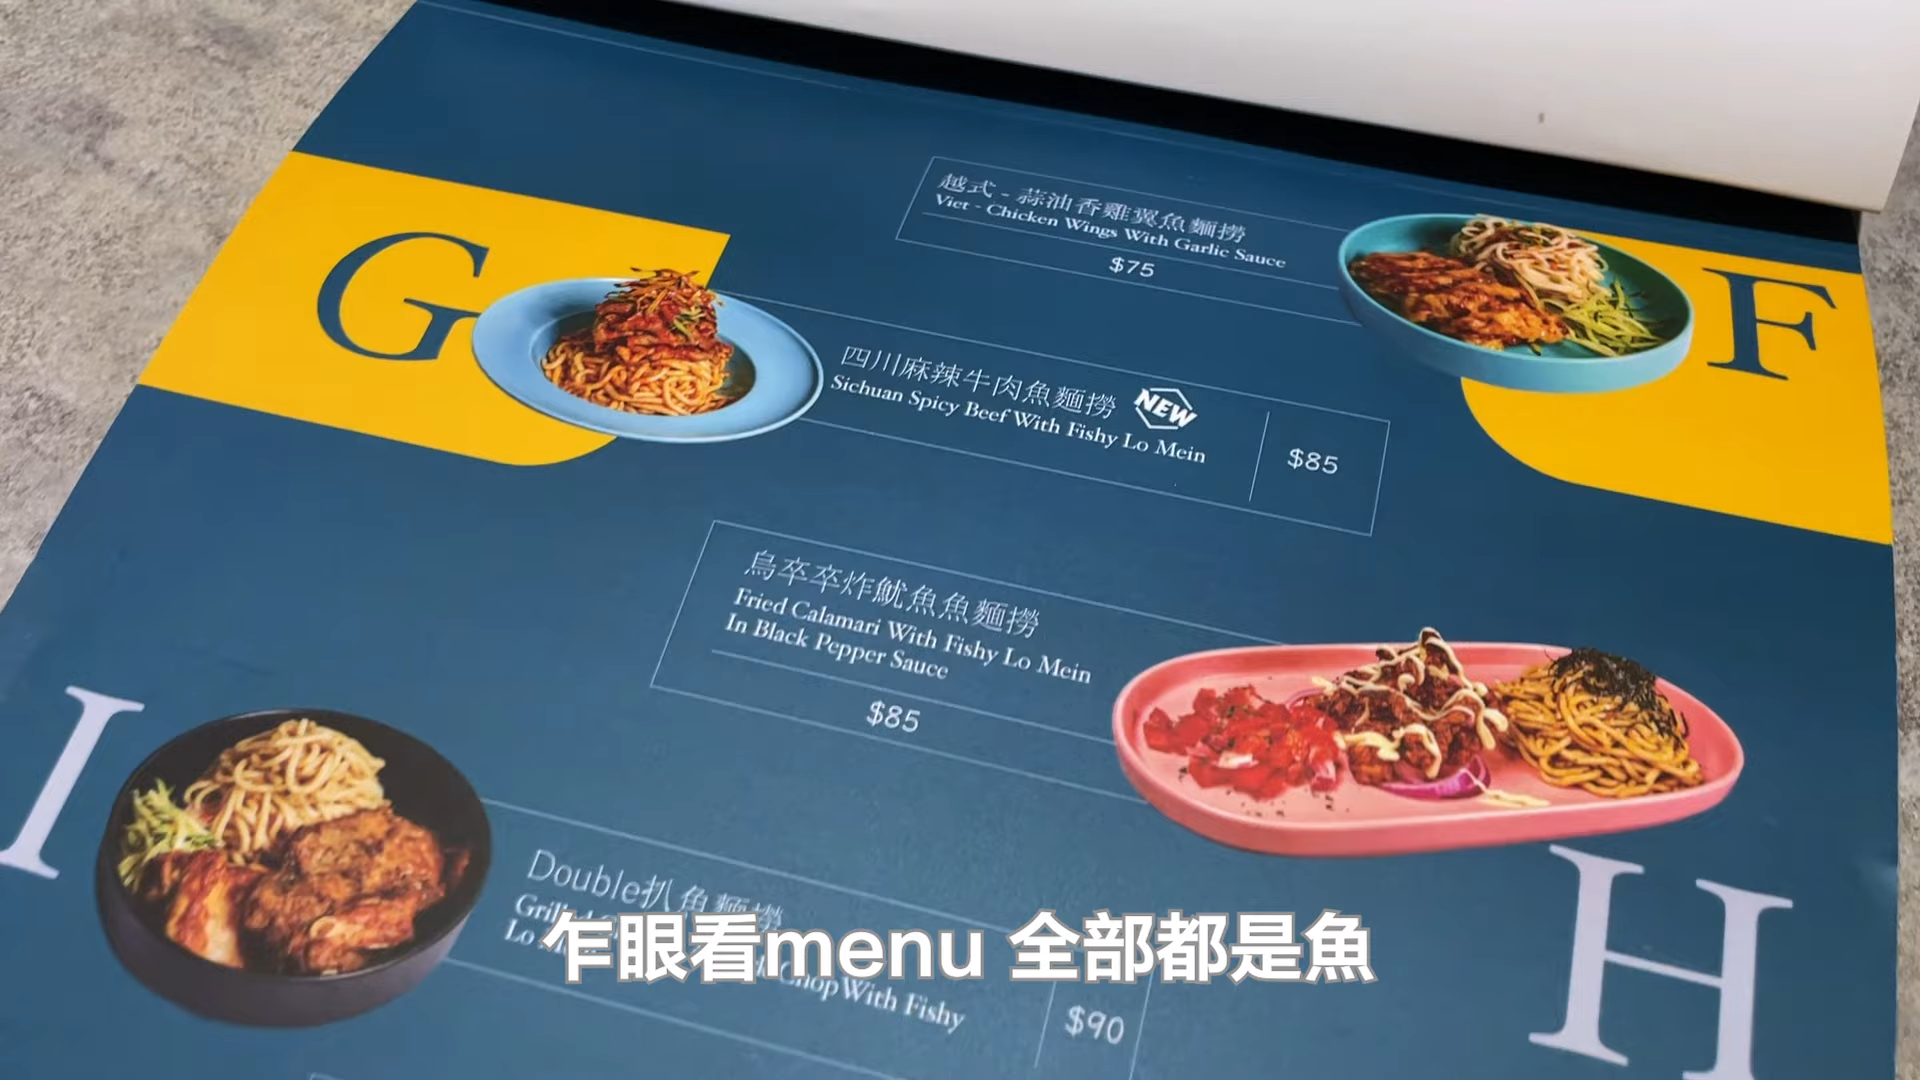 越式 - 蒜油香雞翼魚麵撈
Viet - Chicken Wings With Garlic Sauce
$75
F
G
四川麻辣牛肉魚麵撈
NEW
Sichuan Spicy Beef With Fishy Lo Mein
$85
烏卒卒炸魷魚魚麵撈
Fried Calamari With Fishy Lo Mein
In Black Pepper Sauce
$85
H
I
Double扒魚麵撈
Chop With Fishy
Lo
$90
乍眼看menu 全部都是魚